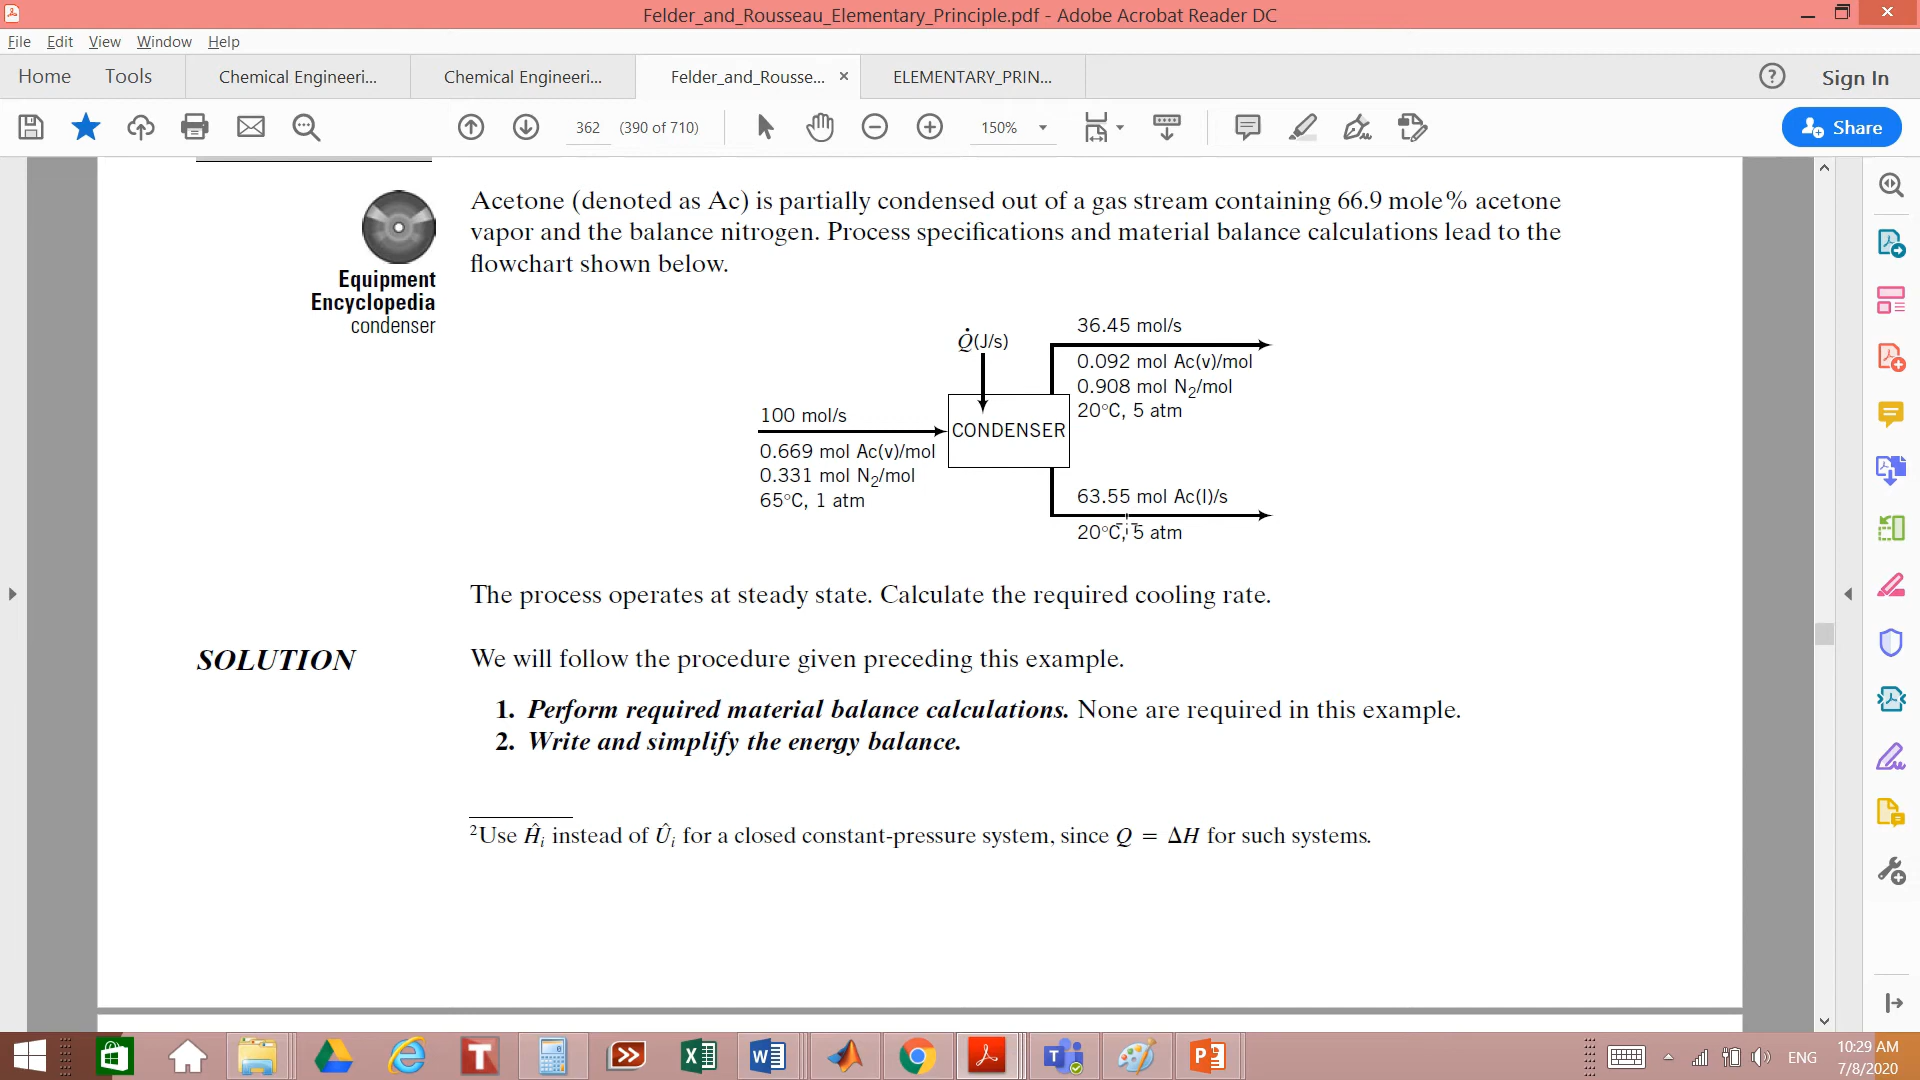 Felder_and_Rousseau_Elementary_Principle.pdf - Adobe Acrobat Reader DC
File Edit View Window Help
Home Tools Chemical Engineeri... Chemical Engineeri... Felder_and_Rousse... × ELEMENTARY_PRIN... ? Sign In
362 (390 of 710) 150% Share
Acetone (denoted as Ac) is partially condensed out of a gas stream containing 66.9 mole% acetone
vapor and the balance nitrogen. Process specifications and material balance calculations lead to the
flowchart shown below.
Equipment
Encyclopedia
condenser
36.45 mol/s
Q̇(J/s)
0.092 mol Ac(v)/mol
0.908 mol N₂/mol
20°C, 5 atm
100 mol/s
CONDENSER
0.669 mol Ac(v)/mol
0.331 mol N₂/mol
65°C, 1 atm
63.55 mol Ac(l)/s
20°C, 5 atm
The process operates at steady state. Calculate the required cooling rate.
SOLUTION
We will follow the procedure given preceding this example.
1. Perform required material balance calculations. None are required in this example.
2. Write and simplify the energy balance.
²Use Ĥᵢ instead of Ûᵢ for a closed constant-pressure system, since Q = ΔH for such systems.
ENG
10:29 AM
7/8/2020